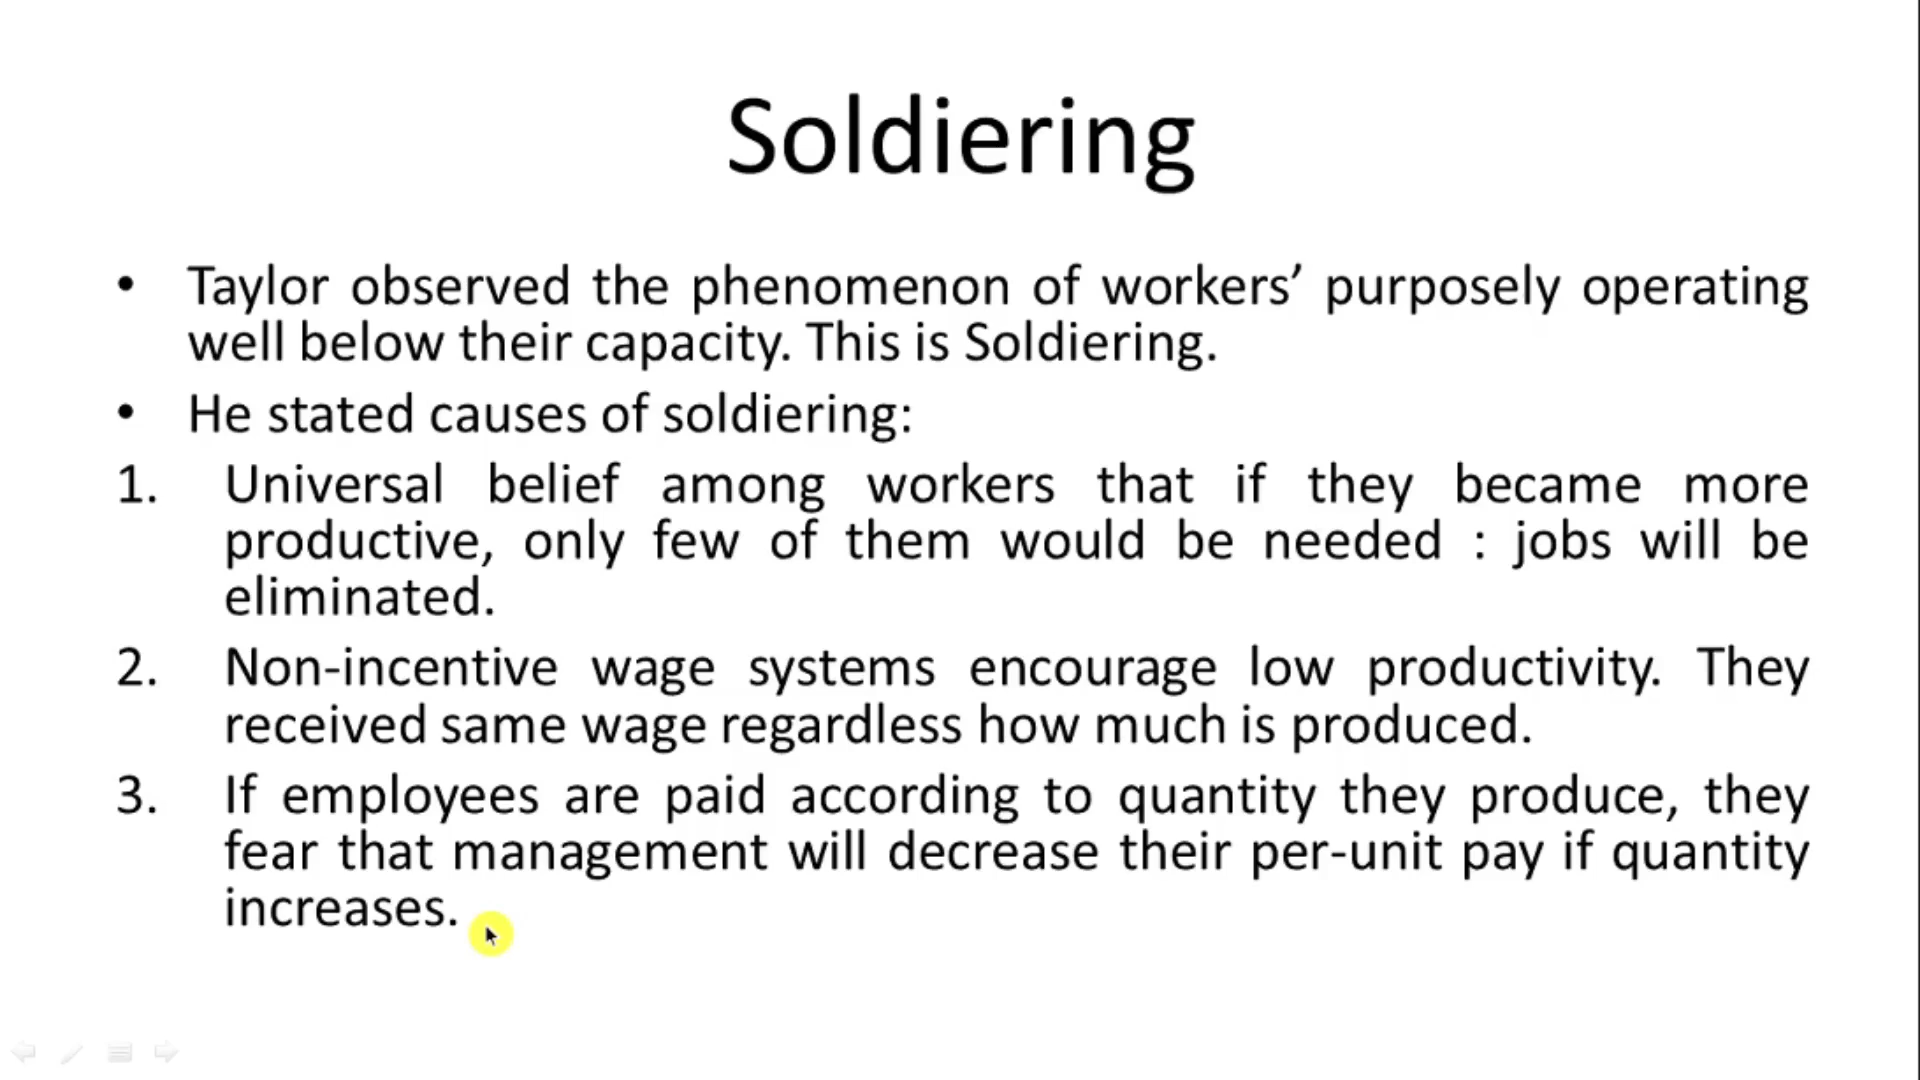 Soldiering
• Taylor observed the phenomenon of workers’ purposely operating
well below their capacity. This is Soldiering.
• He stated causes of soldiering:
1. Universal belief among workers that if they became more
productive, only few of them would be needed : jobs will be
eliminated.
2. Non-incentive wage systems encourage low productivity. They
received same wage regardless how much is produced.
3. If employees are paid according to quantity they produce, they
fear that management will decrease their per-unit pay if quantity
increases.